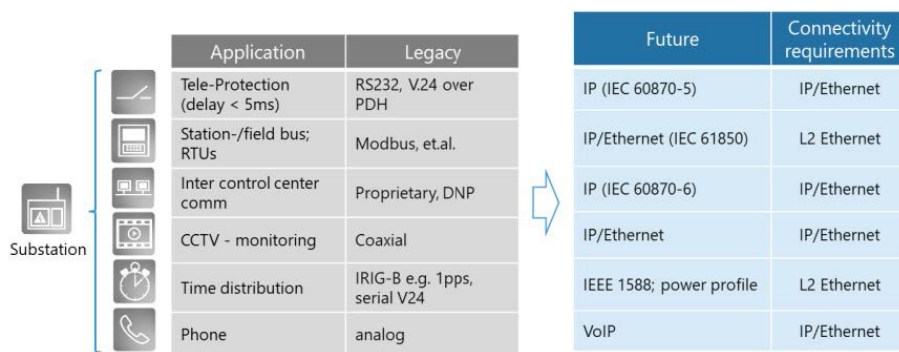 Application
Legacy
Future
Connectivity
requirements
Tele-Protection
(delay < 5ms)
RS232, V.24 over
PDH
IP (IEC 60870-5)
IP/Ethernet
Station-/field bus;
RTUs
Modbus, et.al.
IP/Ethernet (IEC 61850)
L2 Ethernet
Inter control center
comm
Proprietary, DNP
IP (IEC 60870-6)
IP/Ethernet
Substation
CCTV - monitoring
Coaxial
IP/Ethernet
IP/Ethernet
Time distribution
IRIG-B e.g. 1pps,
serial V24
IEEE 1588; power profile
L2 Ethernet
Phone
analog
VoIP
IP/Ethernet